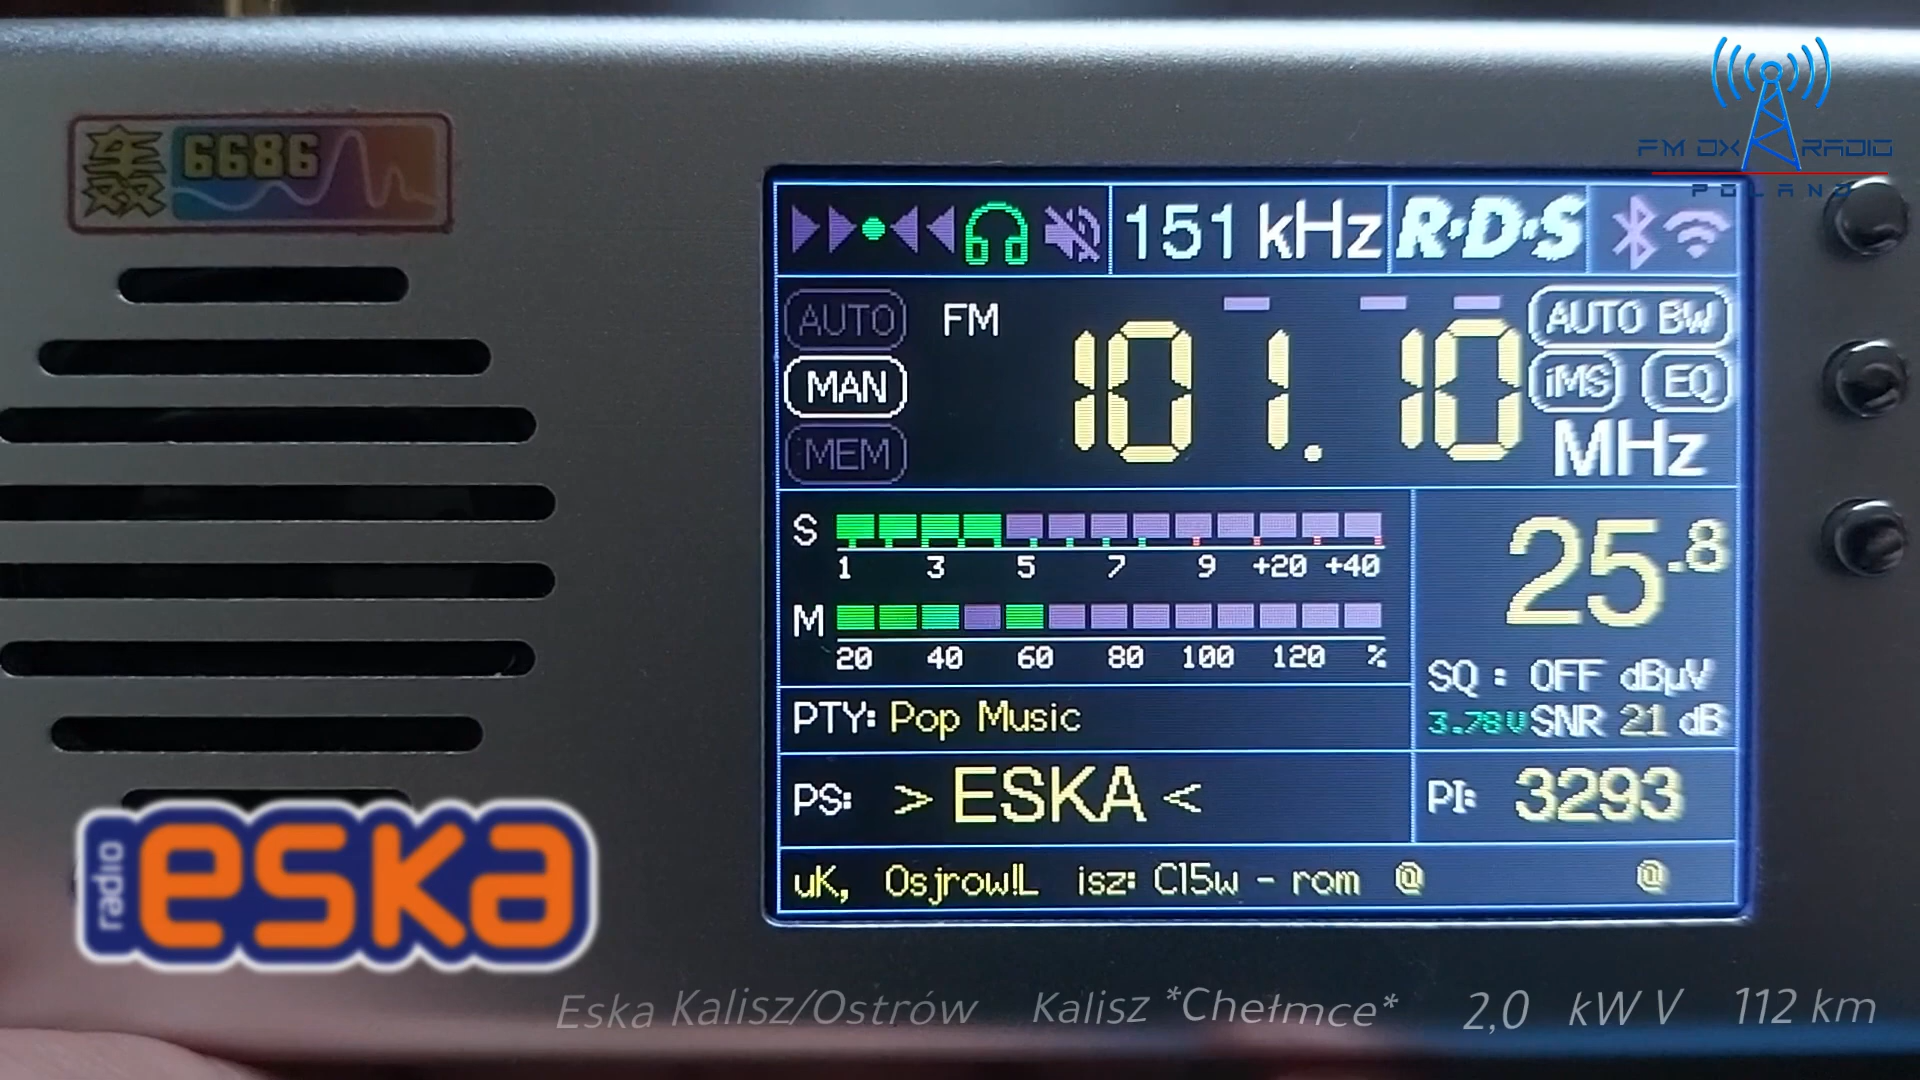 FM DX RADIO
POLAND
6686
151 kHz R·D·S
AUTO FM 101.10 AUTO BW
MAN iMS EQ
MEM MHz
S
1 3 5 7 9 +20 +40
25.8
M
20 40 60 80 100 120 %
SQ : OFF dBµV
PTY: Pop Music
3.78V SNR 21 dB
PS: > ESKA <
PI: 3293
uK, Osjrow!L isz: C15w - rom @ @
radio eska
Eska Kalisz/Ostrów Kalisz *Chełmce* 2,0 kW V 112 km